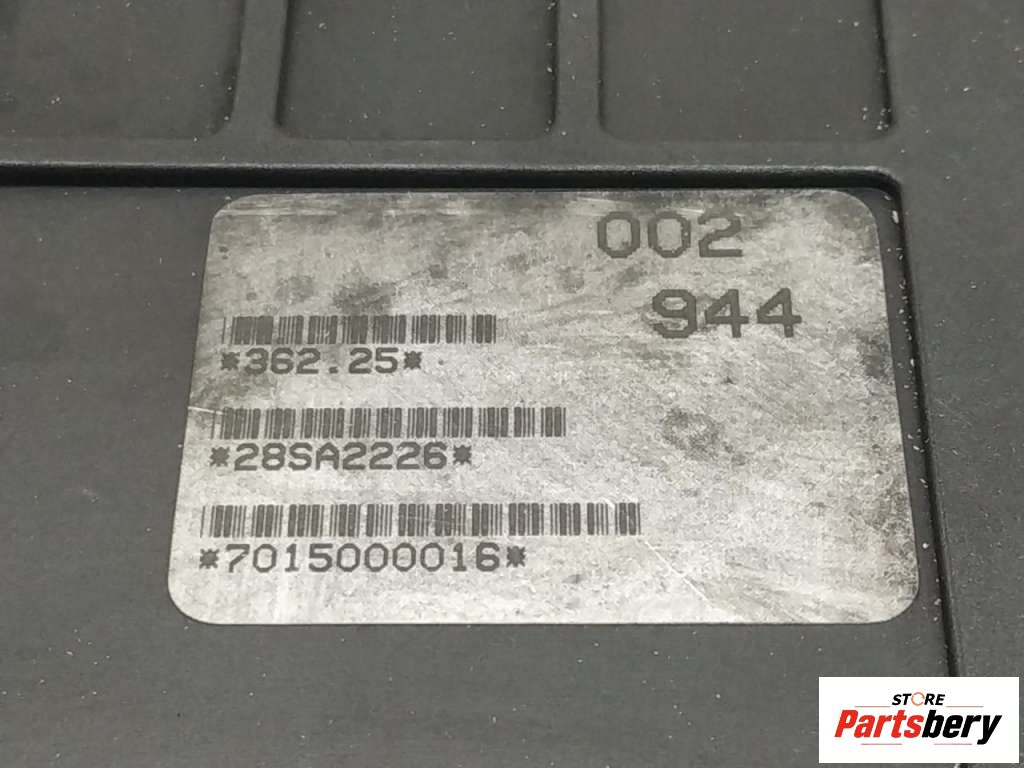 002
944
*362.25*
*28SA2226*
*7015000016*
STORE
Partsbery